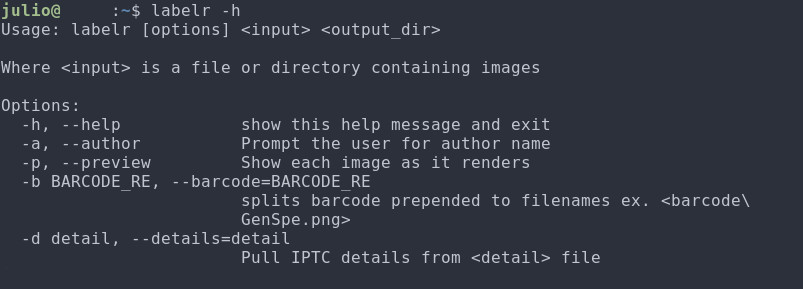 julio@ :~$ labelr -h
Usage: labelr [options] <input> <output_dir>
Where <input> is a file or directory containing images
Options:
-h, --help show this help message and exit
-a, --author Prompt the user for author name
-p, --preview Show each image as it renders
-b BARCODE_RE, --barcode=BARCODE_RE
splits barcode prepended to filenames ex. <barcode\
GenSpe.png>
-d detail, --details=detail
Pull IPTC details from <detail> file